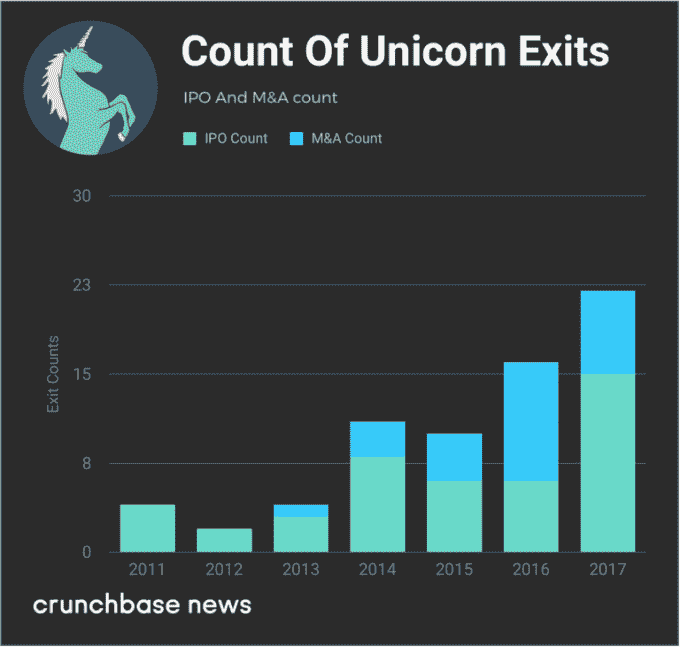 Count Of Unicorn Exits
IPO And M&A count
IPO Count M&A Count
30
23
15
8
0
Exit Counts
2011 2012 2013 2014 2015 2016 2017
crunchbase news